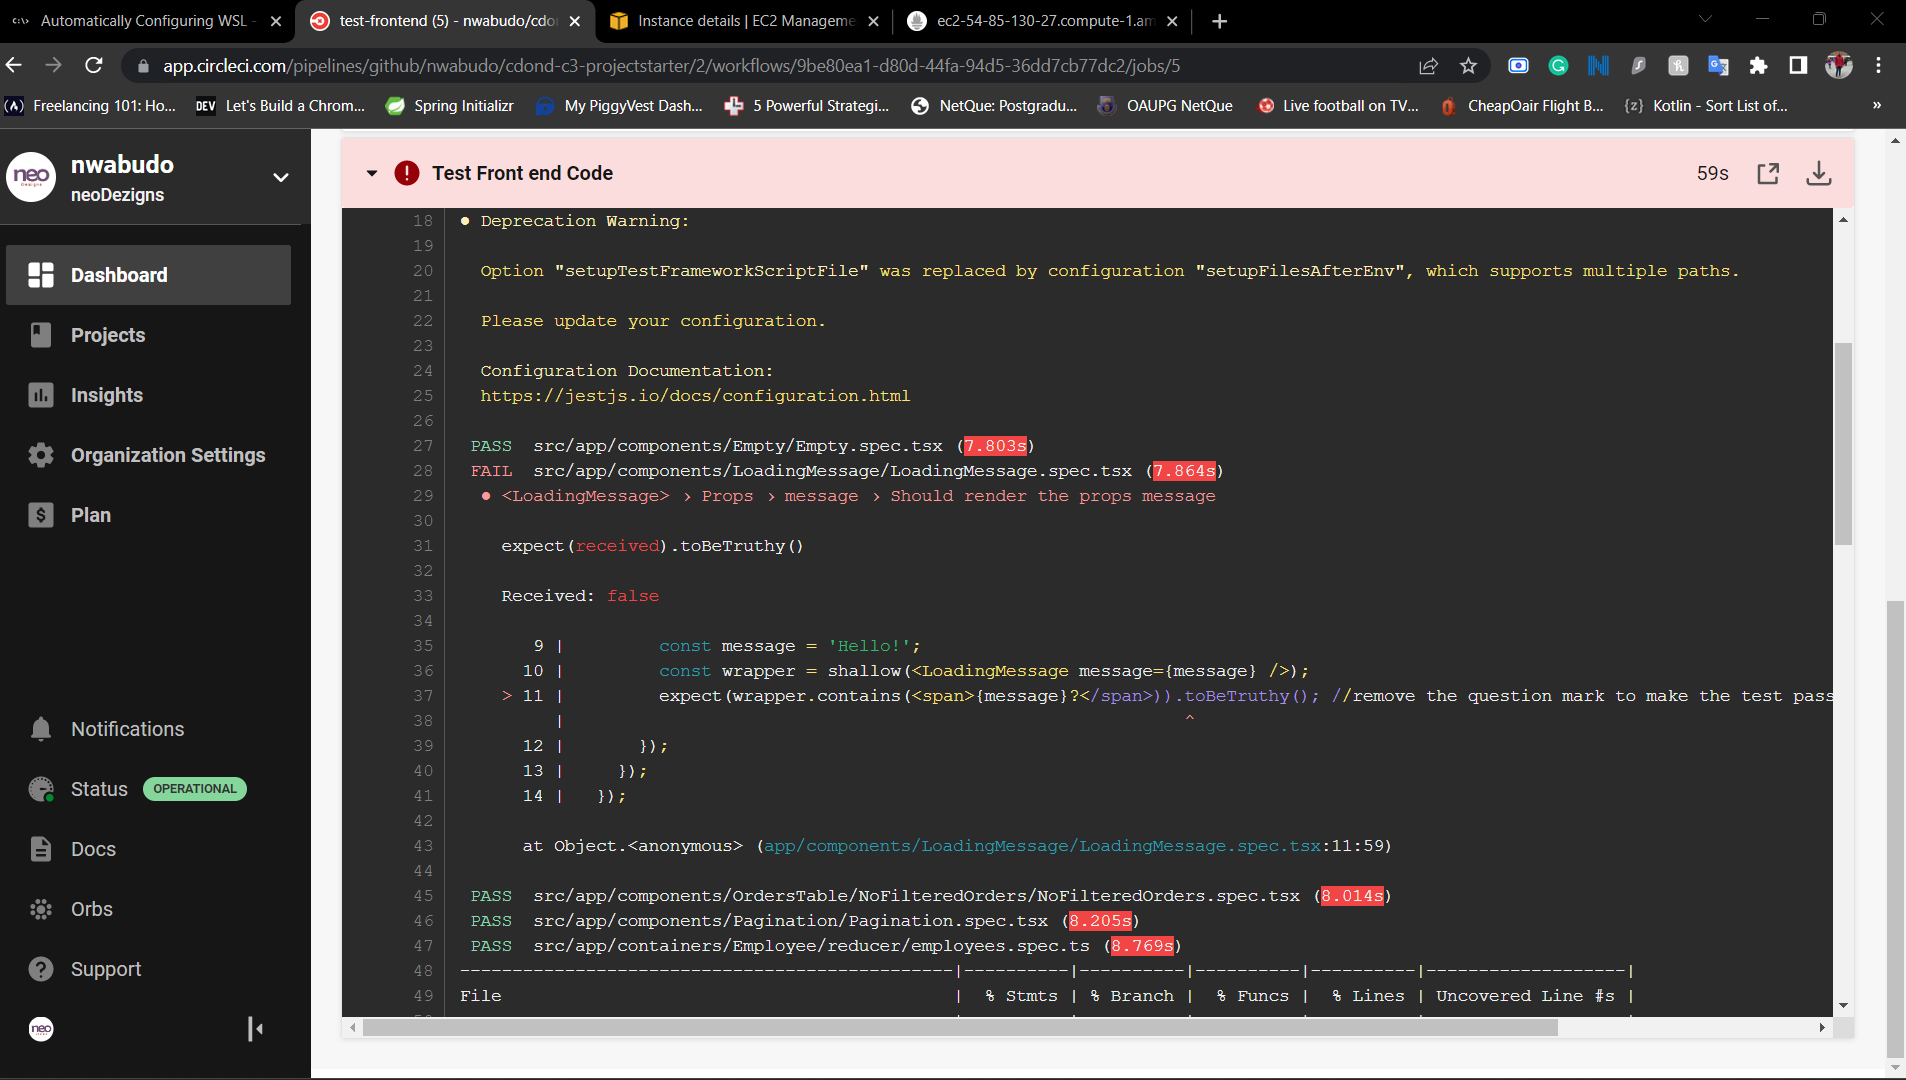 Automatically Configuring WSL -
test-frontend (5) - nwabudo/cdon
Instance details | EC2 Manageme
ec2-54-85-130-27.compute-1.am
app.circleci.com/pipelines/github/nwabudo/cdond-c3-projectstarter/2/workflows/9be80ea1-d80d-44fa-94d5-36dd7cb77dc2/jobs/5
Freelancing 101: Ho...
DEV Let's Build a Chrom...
Spring Initializr
My PiggyVest Dash...
5 Powerful Strategi...
NetQue: Postgradu...
OAUPG NetQue
Live football on TV...
CheapOair Flight B...
{z} Kotlin - Sort List of...
»
neo
nwabudo
neoDezigns
Dashboard
Projects
Insights
Organization Settings
Plan
Notifications
Status OPERATIONAL
Docs
Orbs
Support
neo
Test Front end Code
59s
18 ● Deprecation Warning:
19
20 Option "setupTestFrameworkScriptFile" was replaced by configuration "setupFilesAfterEnv", which supports multiple paths.
21
22 Please update your configuration.
23
24 Configuration Documentation:
25 https://jestjs.io/docs/configuration.html
26
27 PASS src/app/components/Empty/Empty.spec.tsx (7.803s)
28 FAIL src/app/components/LoadingMessage/LoadingMessage.spec.tsx (7.864s)
29 ● <LoadingMessage> › Props › message › Should render the props message
30
31 expect(received).toBeTruthy()
32
33 Received: false
34
35 9 | const message = 'Hello!';
36 10 | const wrapper = shallow(<LoadingMessage message={message} />);
37 > 11 | expect(wrapper.contains(<span>{message}?</span>)).toBeTruthy(); //remove the question mark to make the test pass
38 | ^
39 12 | });
40 13 | });
41 14 | });
42
43 at Object.<anonymous> (app/components/LoadingMessage/LoadingMessage.spec.tsx:11:59)
44
45 PASS src/app/components/OrdersTable/NoFilteredOrders/NoFilteredOrders.spec.tsx (8.014s)
46 PASS src/app/components/Pagination/Pagination.spec.tsx (8.205s)
47 PASS src/app/containers/Employee/reducer/employees.spec.ts (8.769s)
48 -----------------------------------------------|----------|----------|----------|----------|-------------------|
49 File | % Stmts | % Branch | % Funcs | % Lines | Uncovered Line #s |